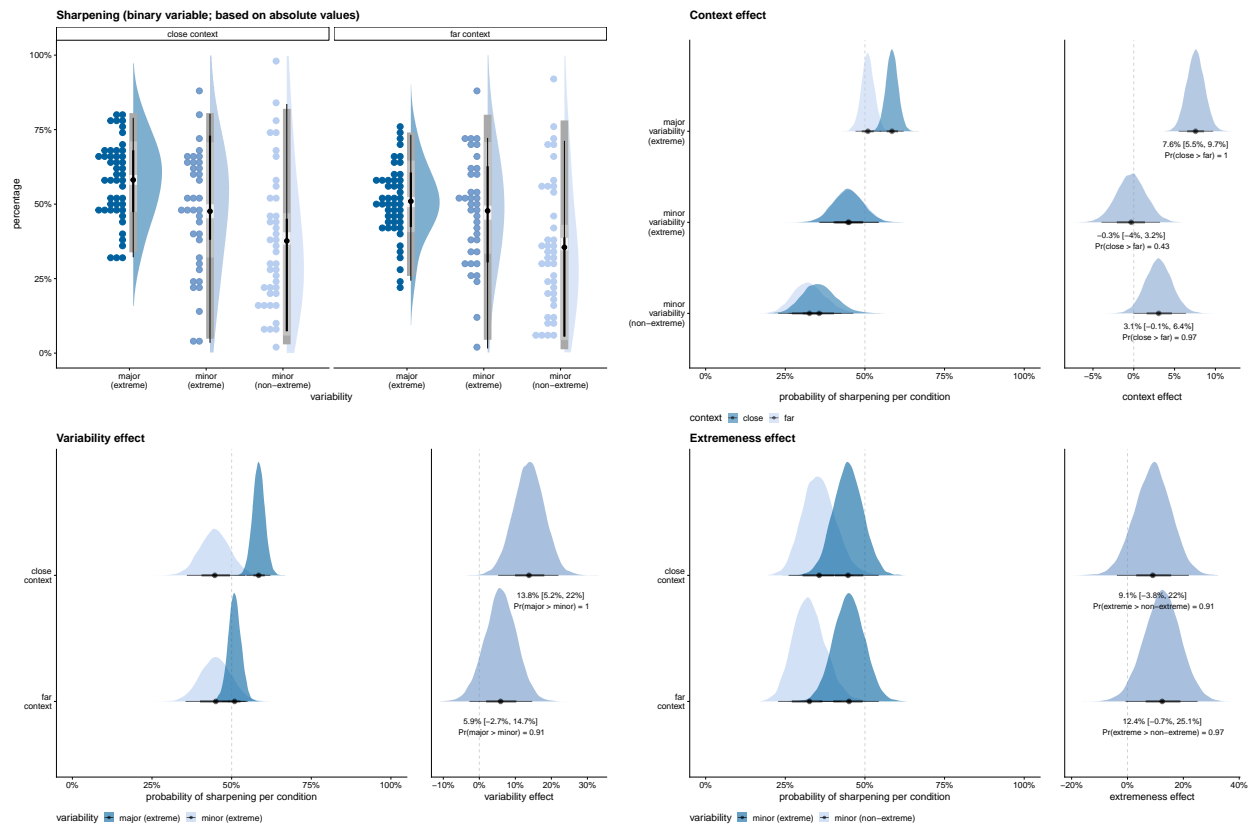 Sharpening (binary variable; based on absolute values)
close context
far context
100%
75%
50%
25%
0%
percentage
major
(extreme)
minor
(extreme)
minor
(non−extreme)
major
(extreme)
minor
(extreme)
minor
(non−extreme)
variability
Context effect
major
variability
(extreme)
minor
variability
(extreme)
minor
variability
(non−extreme)
7.6% [5.5%, 9.7%]
Pr(close > far) = 1
−0.3% [−4%, 3.2%]
Pr(close > far) = 0.43
3.1% [−0.1%, 6.4%]
Pr(close > far) = 0.97
0%
25%
50%
75%
100%
probability of sharpening per condition
−5%
0%
5%
10%
context effect
context
close
far
Variability effect
close
context
far
context
13.8% [5.2%, 22%]
Pr(major > minor) = 1
5.9% [−2.7%, 14.7%]
Pr(major > minor) = 0.91
0%
25%
50%
75%
100%
probability of sharpening per condition
−10%
0%
10%
20%
30%
variability effect
variability
major (extreme)
minor (extreme)
Extremeness effect
close
context
far
context
9.1% [−3.8%, 22%]
Pr(extreme > non−extreme) = 0.91
12.4% [−0.7%, 25.1%]
Pr(extreme > non−extreme) = 0.97
0%
25%
50%
75%
100%
probability of sharpening per condition
−20%
0%
20%
40%
extremeness effect
variability
minor (extreme)
minor (non−extreme)